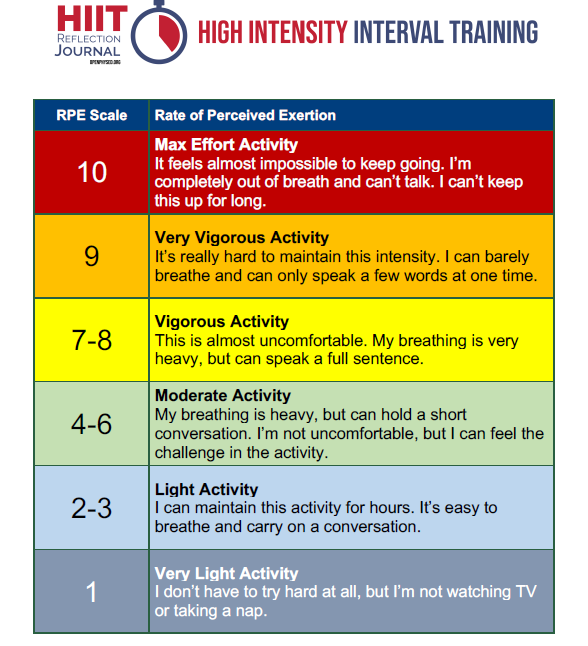 HIIT
REFLECTION
JOURNAL
OPENPHYSED.ORG
HIGH INTENSITY INTERVAL TRAINING
RPE Scale
Rate of Perceived Exertion
10
Max Effort Activity
It feels almost impossible to keep going. I'm
completely out of breath and can't talk. I can't keep
this up for long.
9
Very Vigorous Activity
It's really hard to maintain this intensity. I can barely
breathe and can only speak a few words at one time.
7-8
Vigorous Activity
This is almost uncomfortable. My breathing is very
heavy, but can speak a full sentence.
4-6
Moderate Activity
My breathing is heavy, but can hold a short
conversation. I'm not uncomfortable, but I can feel the
challenge in the activity.
2-3
Light Activity
I can maintain this activity for hours. It's easy to
breathe and carry on a conversation.
1
Very Light Activity
I don't have to try hard at all, but I'm not watching TV
or taking a nap.